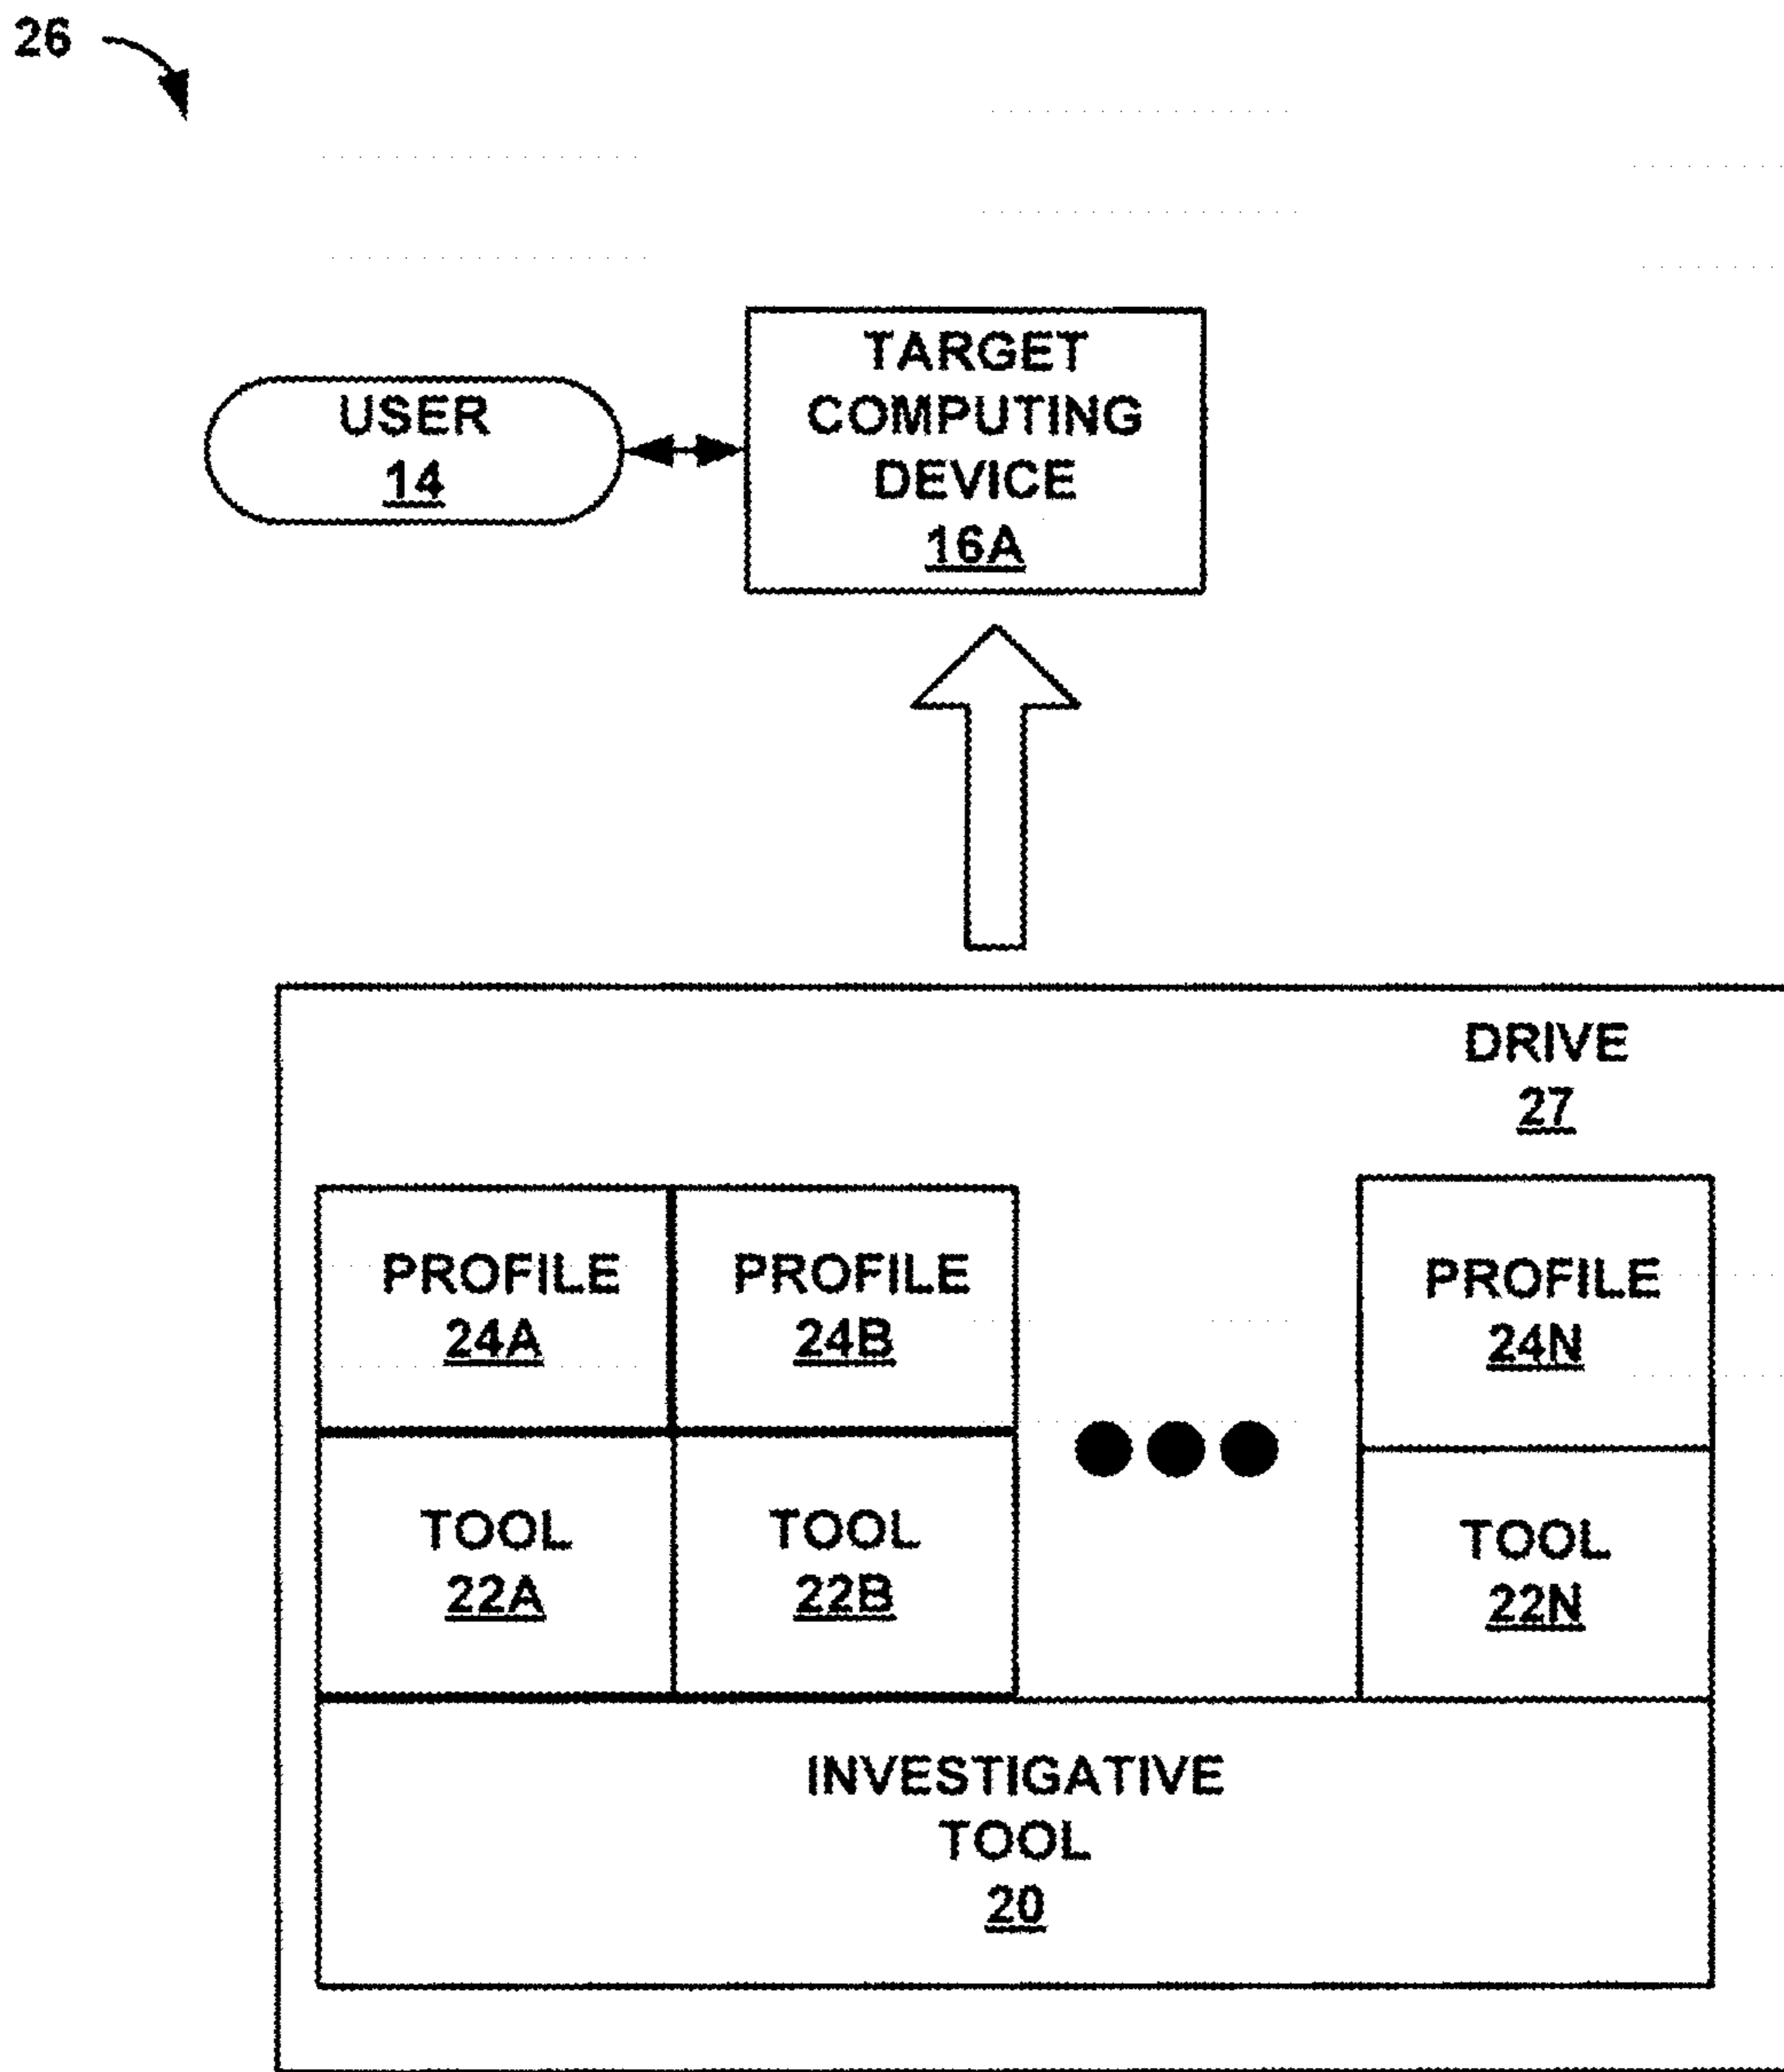 26
TARGET
COMPUTING
DEVICE
16A
USER
14
DRIVE
27
PROFILE
24A
PROFILE
24B
PROFILE
24N
TOOL
22A
TOOL
22B
TOOL
22N
INVESTIGATIVE
TOOL
20